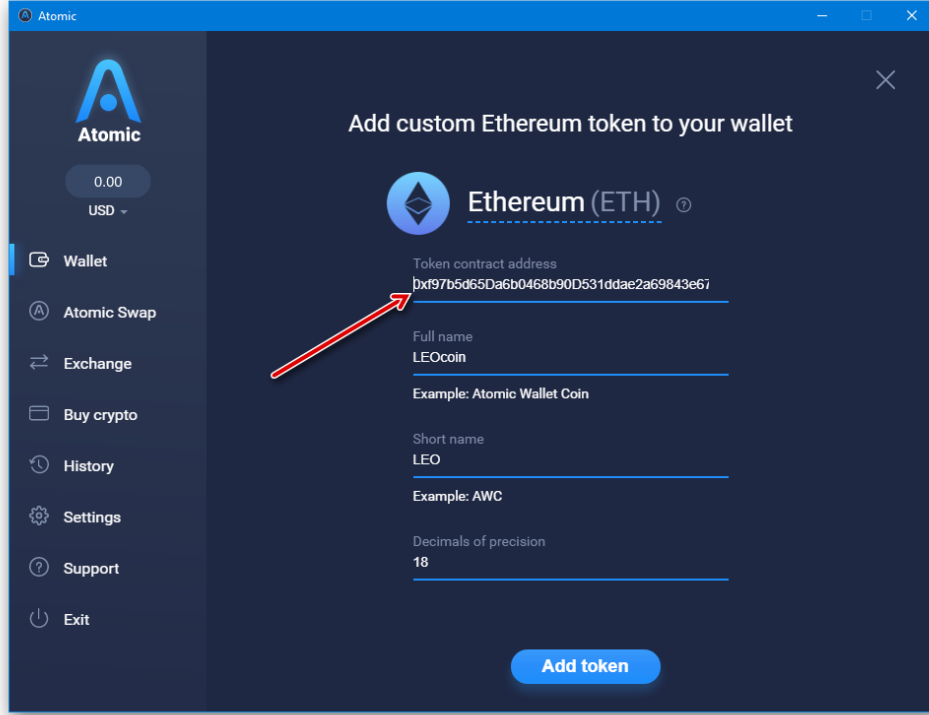 Atomic
Atomic
0.00
USD
Wallet
Atomic Swap
Exchange
Buy crypto
History
Settings
Support
Exit
Add custom Ethereum token to your wallet
Ethereum (ETH) ?
Token contract address
0xf97b5d65Da6b0468b90D531ddae2a69843e67
Full name
LEOcoin
Example: Atomic Wallet Coin
Short name
LEO
Example: AWC
Decimals of precision
18
Add token